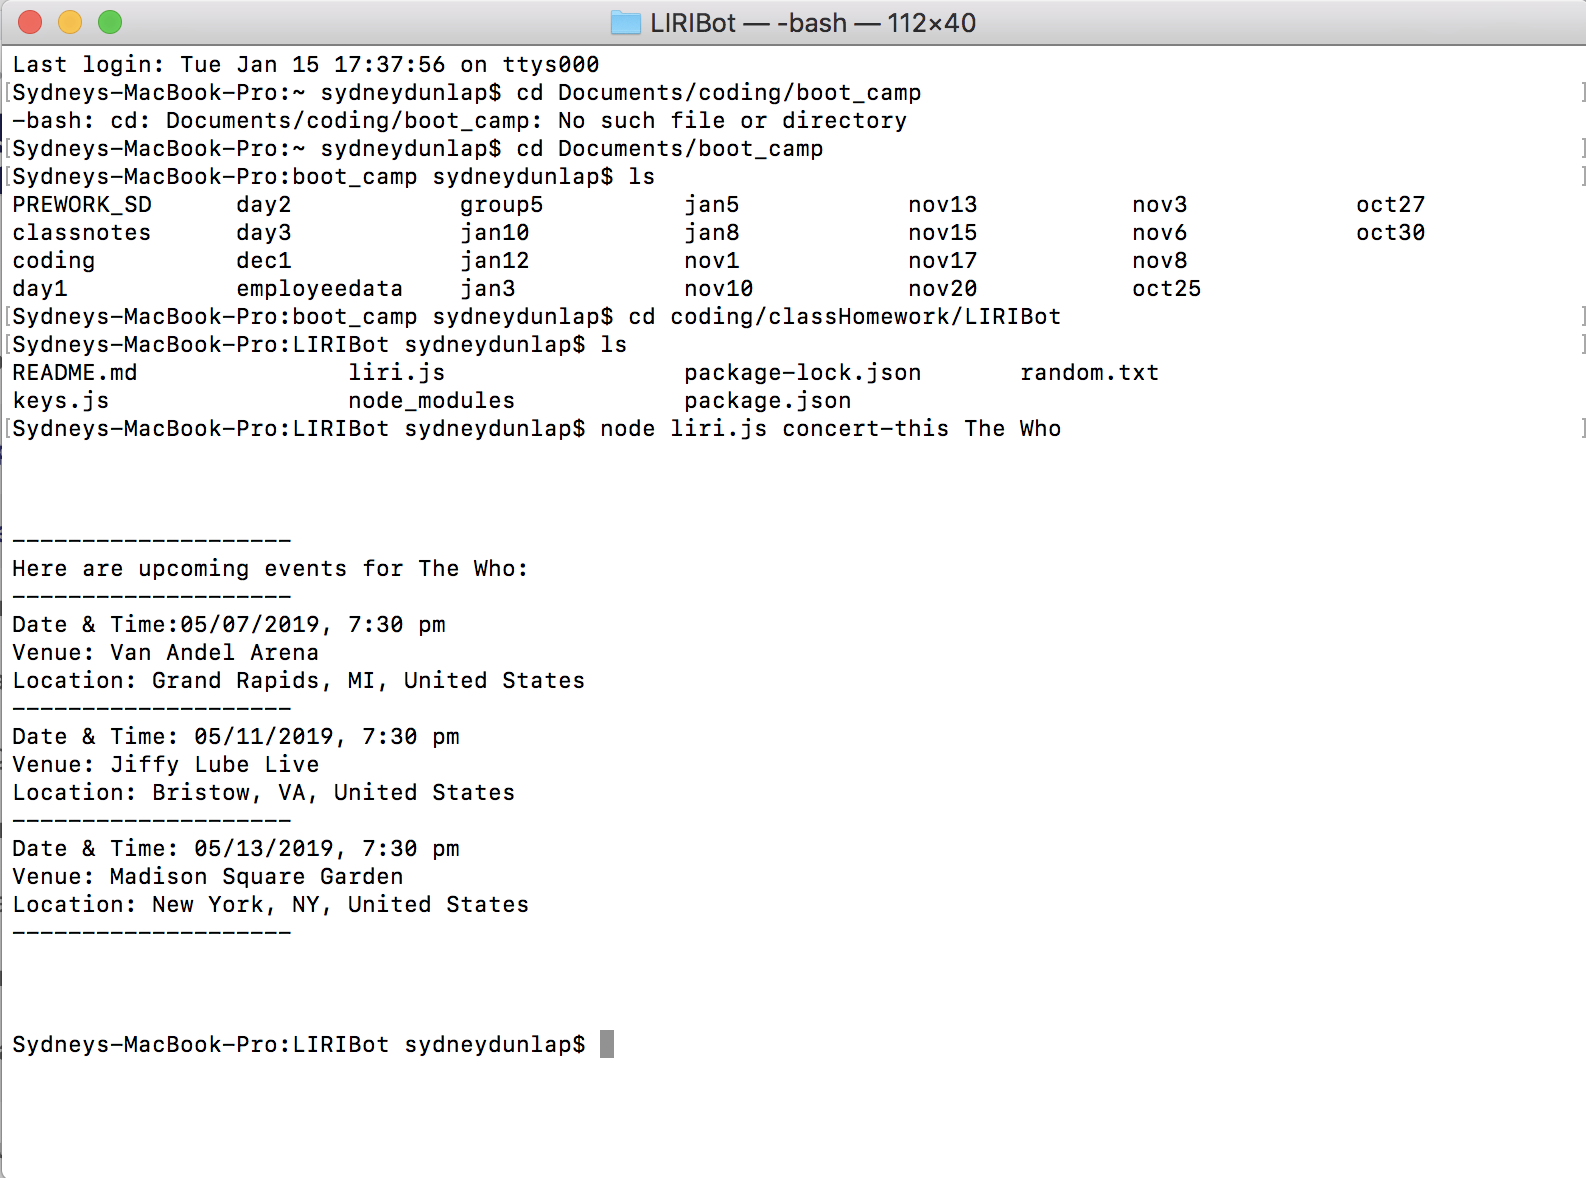 LIRIBot — -bash — 112×40
Last login: Tue Jan 15 17:37:56 on ttys000
[Sydneys-MacBook-Pro:~ sydneydunlap$ cd Documents/coding/boot_camp ]
-bash: cd: Documents/coding/boot_camp: No such file or directory
[Sydneys-MacBook-Pro:~ sydneydunlap$ cd Documents/boot_camp ]
[Sydneys-MacBook-Pro:boot_camp sydneydunlap$ ls ]
PREWORK_SD      day2            group5          jan5            nov13           nov3            oct27
classnotes      day3            jan10           jan8            nov15           nov6            oct30
coding          dec1            jan12           nov1            nov17           nov8
day1            employeedata    jan3            nov10           nov20           oct25
[Sydneys-MacBook-Pro:boot_camp sydneydunlap$ cd coding/classHomework/LIRIBot ]
[Sydneys-MacBook-Pro:LIRIBot sydneydunlap$ ls ]
README.md               liri.js                 package-lock.json       random.txt
keys.js                 node_modules            package.json
[Sydneys-MacBook-Pro:LIRIBot sydneydunlap$ node liri.js concert-this The Who ]
--------------------
Here are upcoming events for The Who:
--------------------
Date & Time:05/07/2019, 7:30 pm
Venue: Van Andel Arena
Location: Grand Rapids, MI, United States
--------------------
Date & Time: 05/11/2019, 7:30 pm
Venue: Jiffy Lube Live
Location: Bristow, VA, United States
--------------------
Date & Time: 05/13/2019, 7:30 pm
Venue: Madison Square Garden
Location: New York, NY, United States
--------------------
Sydneys-MacBook-Pro:LIRIBot sydneydunlap$